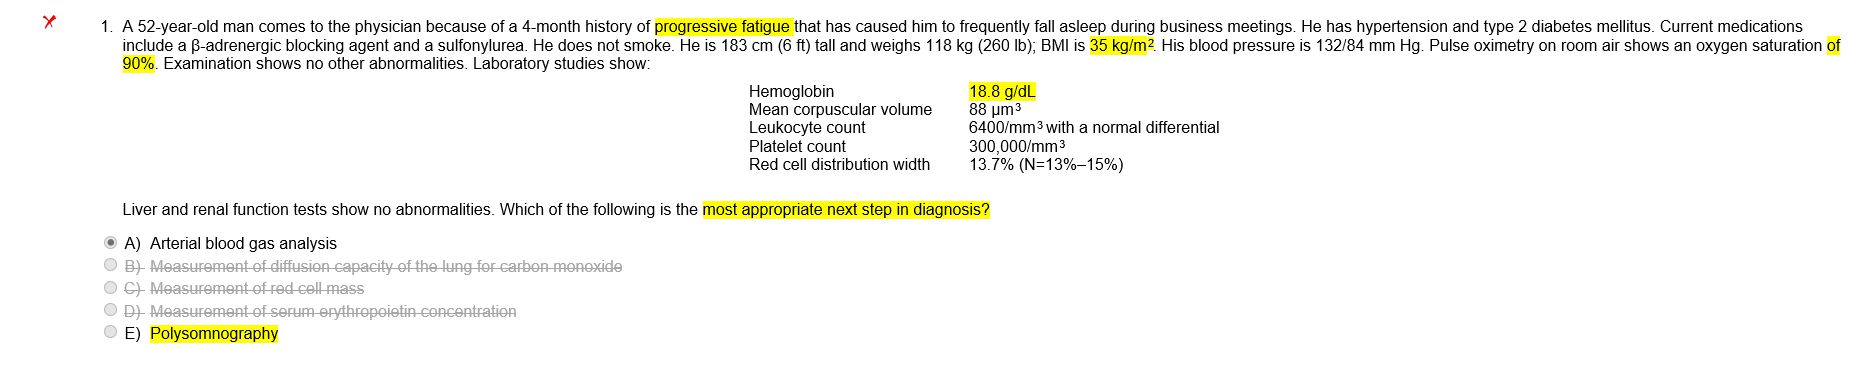 1. A 52-year-old man comes to the physician because of a 4-month history of progressive fatigue that has caused him to frequently fall asleep during business meetings. He has hypertension and type 2 diabetes mellitus. Current medications
include a β-adrenergic blocking agent and a sulfonylurea. He does not smoke. He is 183 cm (6 ft) tall and weighs 118 kg (260 lb); BMI is 35 kg/m². His blood pressure is 132/84 mm Hg. Pulse oximetry on room air shows an oxygen saturation of
90%. Examination shows no other abnormalities. Laboratory studies show:
Hemoglobin 18.8 g/dL
Mean corpuscular volume 88 μm³
Leukocyte count 6400/mm³ with a normal differential
Platelet count 300,000/mm³
Red cell distribution width 13.7% (N=13%–15%)
Liver and renal function tests show no abnormalities. Which of the following is the most appropriate next step in diagnosis?
A) Arterial blood gas analysis
B) Measurement of diffusion capacity of the lung for carbon monoxide
C) Measurement of red cell mass
D) Measurement of serum erythropoietin concentration
E) Polysomnography